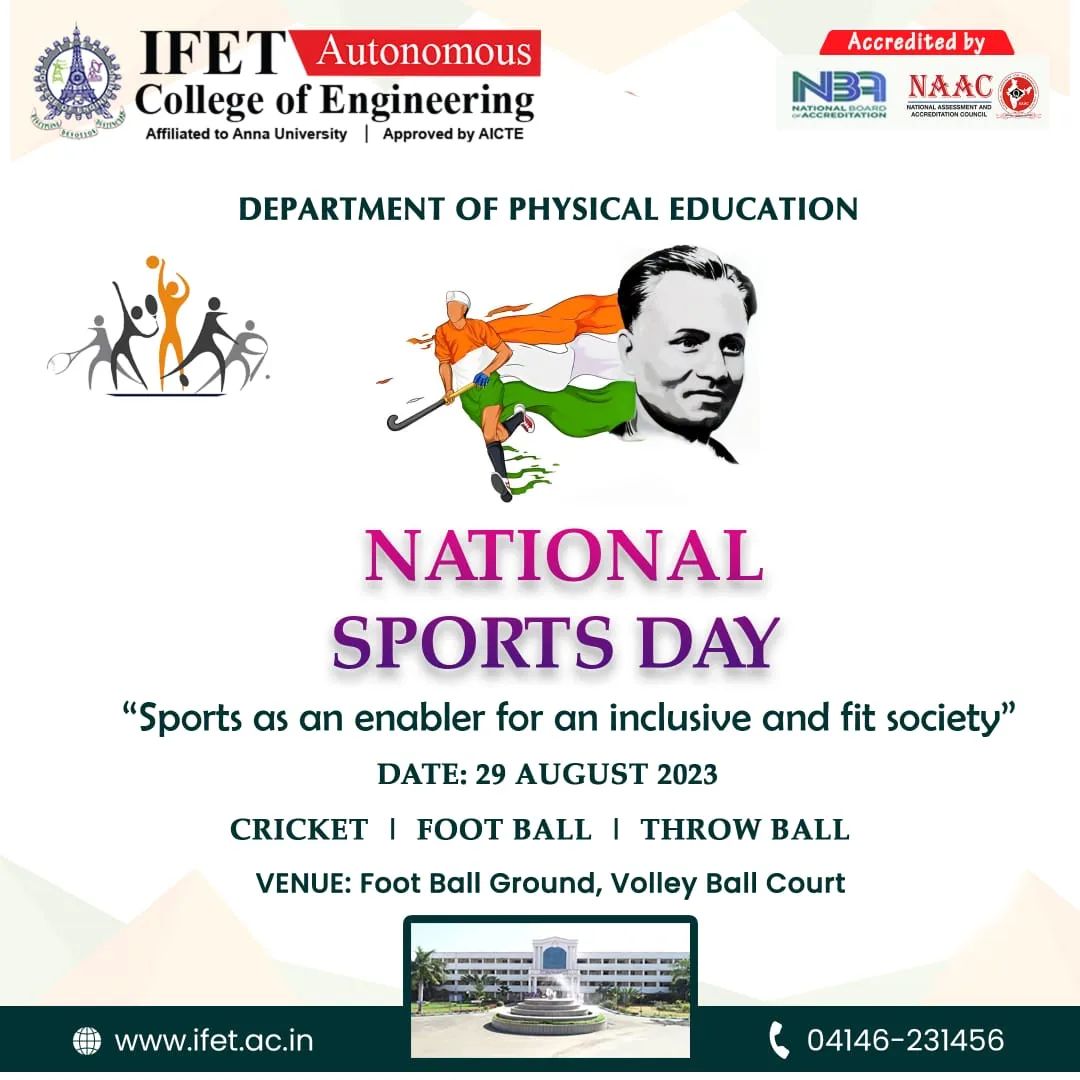 IFET Autonomous
College of Engineering
Affiliated to Anna University | Approved by AICTE
Accredited by
NBA
NATIONAL BOARD
OF ACCREDITATION
NAAC
NATIONAL ASSESSMENT AND
ACCREDITATION COUNCIL
DEPARTMENT OF PHYSICAL EDUCATION
NATIONAL
SPORTS DAY
“Sports as an enabler for an inclusive and fit society”
DATE: 29 AUGUST 2023
CRICKET | FOOT BALL | THROW BALL
VENUE: Foot Ball Ground, Volley Ball Court
www.ifet.ac.in
04146-231456